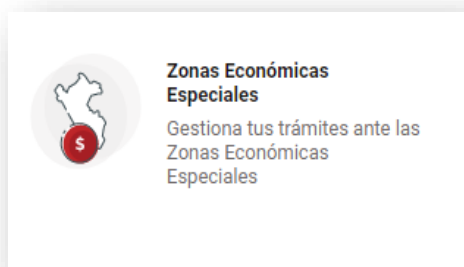 Zonas Económicas
Especiales
Gestiona tus trámites ante las
Zonas Económicas
Especiales
$